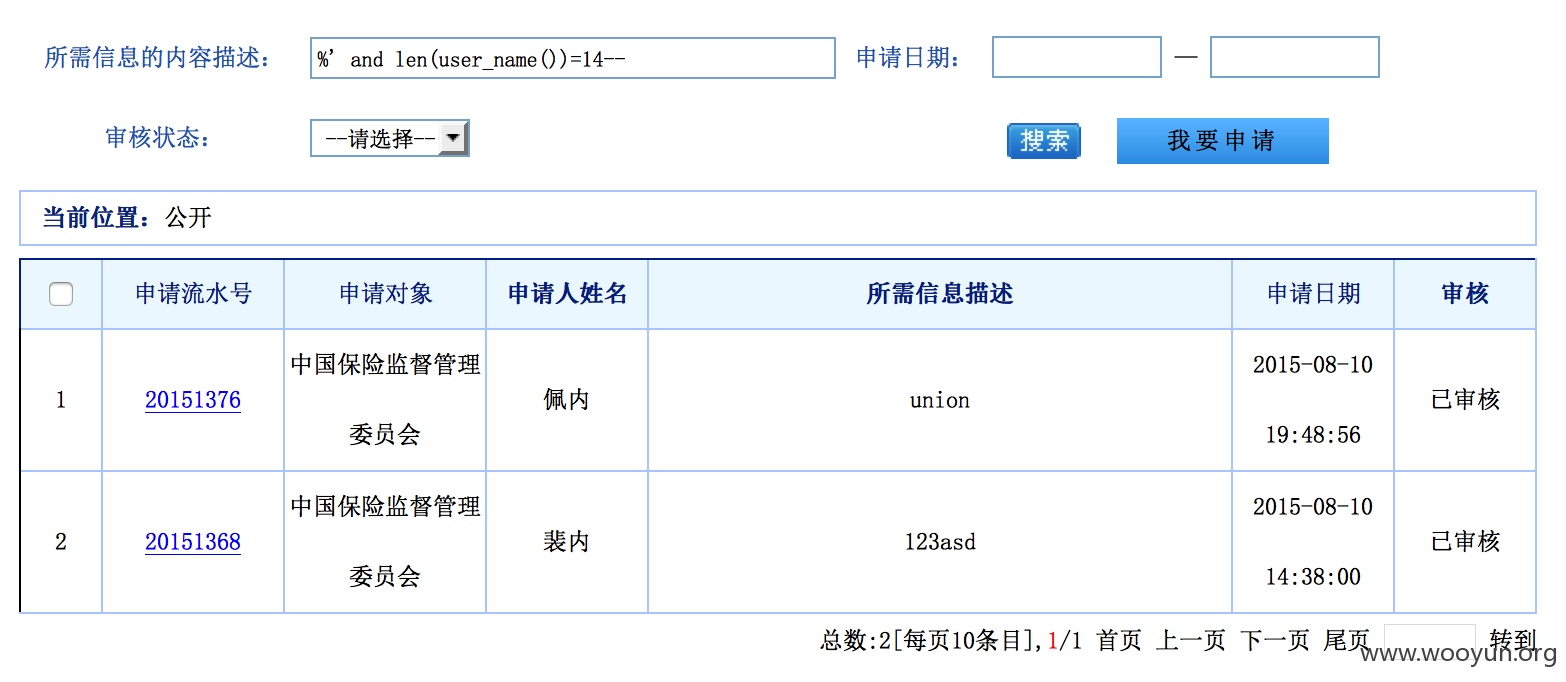 所需信息的内容描述： %' and len(user_name())=14-- 申请日期： —
审核状态： --请选择-- 搜索 我要申请
当前位置：公开
申请流水号 申请对象 申请人姓名 所需信息描述 申请日期 审核
1 20151376 中国保险监督管理委员会 佩内 union 2015-08-10 19:48:56 已审核
2 20151368 中国保险监督管理委员会 裴内 123asd 2015-08-10 14:38:00 已审核
总数:2[每页10条目],1/1 首页 上一页 下一页 尾页 转到
www.wooyun.org